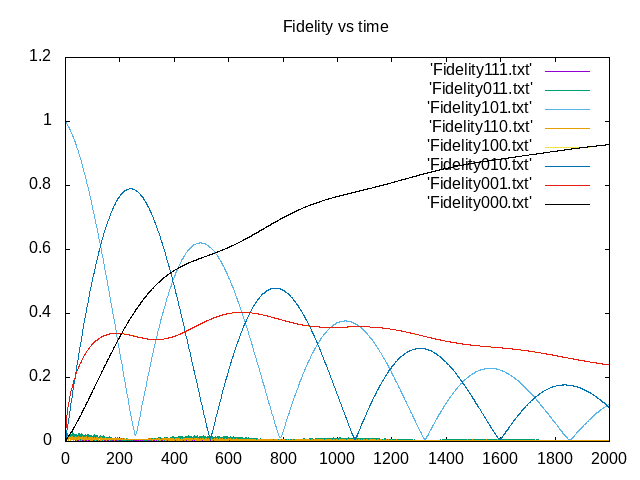 Fidelity vs time
1.2
1
0.8
0.6
0.4
0.2
0
0 200 400 600 800 1000 1200 1400 1600 1800 2000
'Fidelity111.txt'
'Fidelity011.txt'
'Fidelity101.txt'
'Fidelity110.txt'
'Fidelity100.txt'
'Fidelity010.txt'
'Fidelity001.txt'
'Fidelity000.txt'